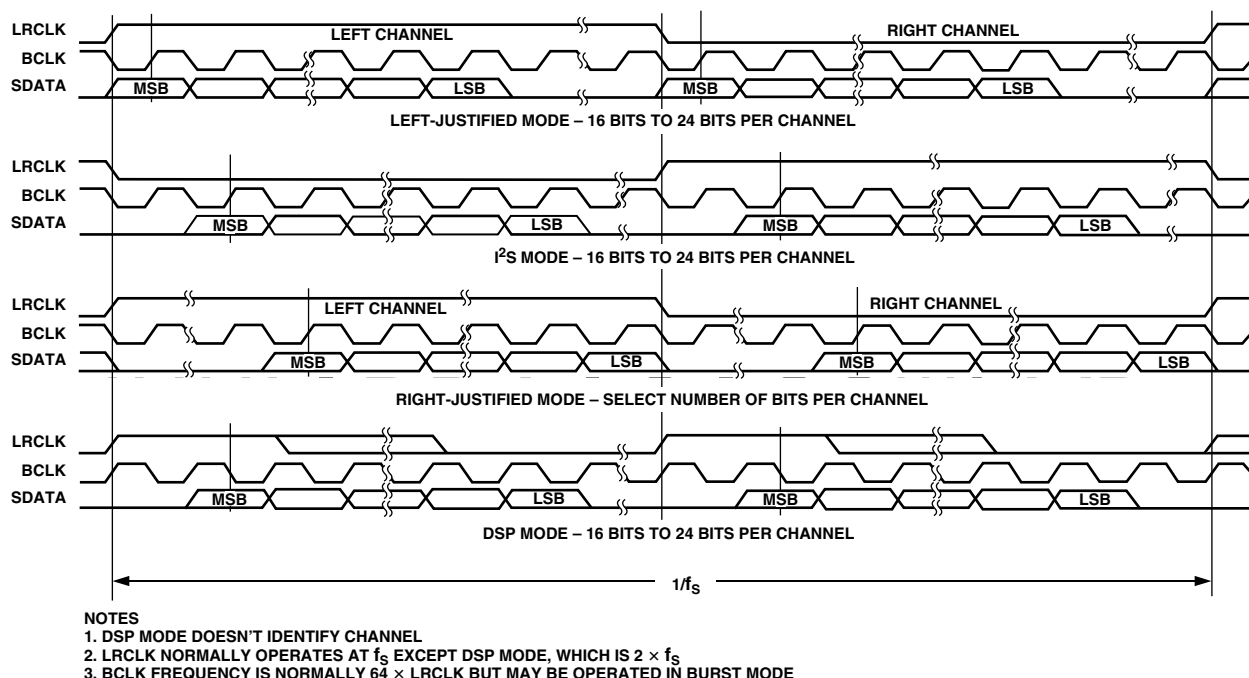 LRCLK
LEFT CHANNEL RIGHT CHANNEL
BCLK
SDATA MSB LSB MSB LSB
LEFT-JUSTIFIED MODE – 16 BITS TO 24 BITS PER CHANNEL
LRCLK
BCLK
SDATA MSB LSB MSB LSB
I²S MODE – 16 BITS TO 24 BITS PER CHANNEL
LRCLK
LEFT CHANNEL RIGHT CHANNEL
BCLK
SDATA MSB LSB MSB LSB
RIGHT-JUSTIFIED MODE – SELECT NUMBER OF BITS PER CHANNEL
LRCLK
BCLK
SDATA MSB LSB MSB LSB
DSP MODE – 16 BITS TO 24 BITS PER CHANNEL
1/fS
NOTES
1. DSP MODE DOESN'T IDENTIFY CHANNEL
2. LRCLK NORMALLY OPERATES AT fS EXCEPT DSP MODE, WHICH IS 2 × fS
3. BCLK FREQUENCY IS NORMALLY 64 × LRCLK BUT MAY BE OPERATED IN BURST MODE